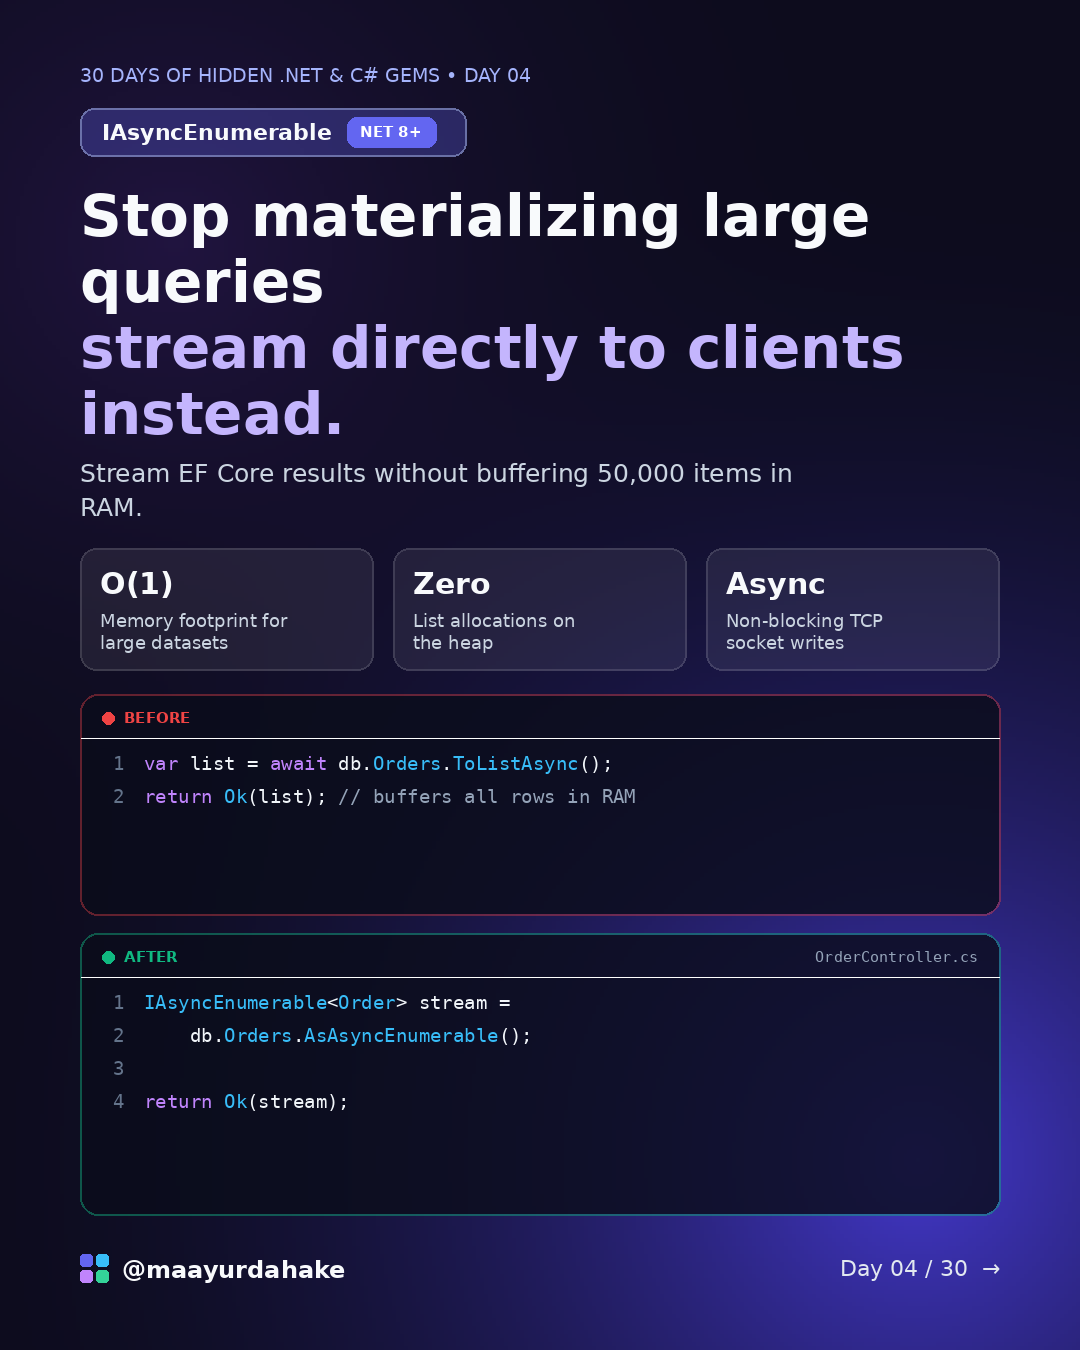 30 DAYS OF HIDDEN .NET & C# GEMS • DAY 04
IAsyncEnumerable NET 8+
Stop materializing large
queries
stream directly to clients
instead.
Stream EF Core results without buffering 50,000 items in
RAM.
O(1)
Memory footprint for
large datasets
Zero
List allocations on
the heap
Async
Non-blocking TCP
socket writes
BEFORE
1 var list = await db.Orders.ToListAsync();
2 return Ok(list); // buffers all rows in RAM
AFTER OrderController.cs
1 IAsyncEnumerable<Order> stream =
2     db.Orders.AsAsyncEnumerable();
3
4 return Ok(stream);
@maayurdahake
Day 04 / 30 →